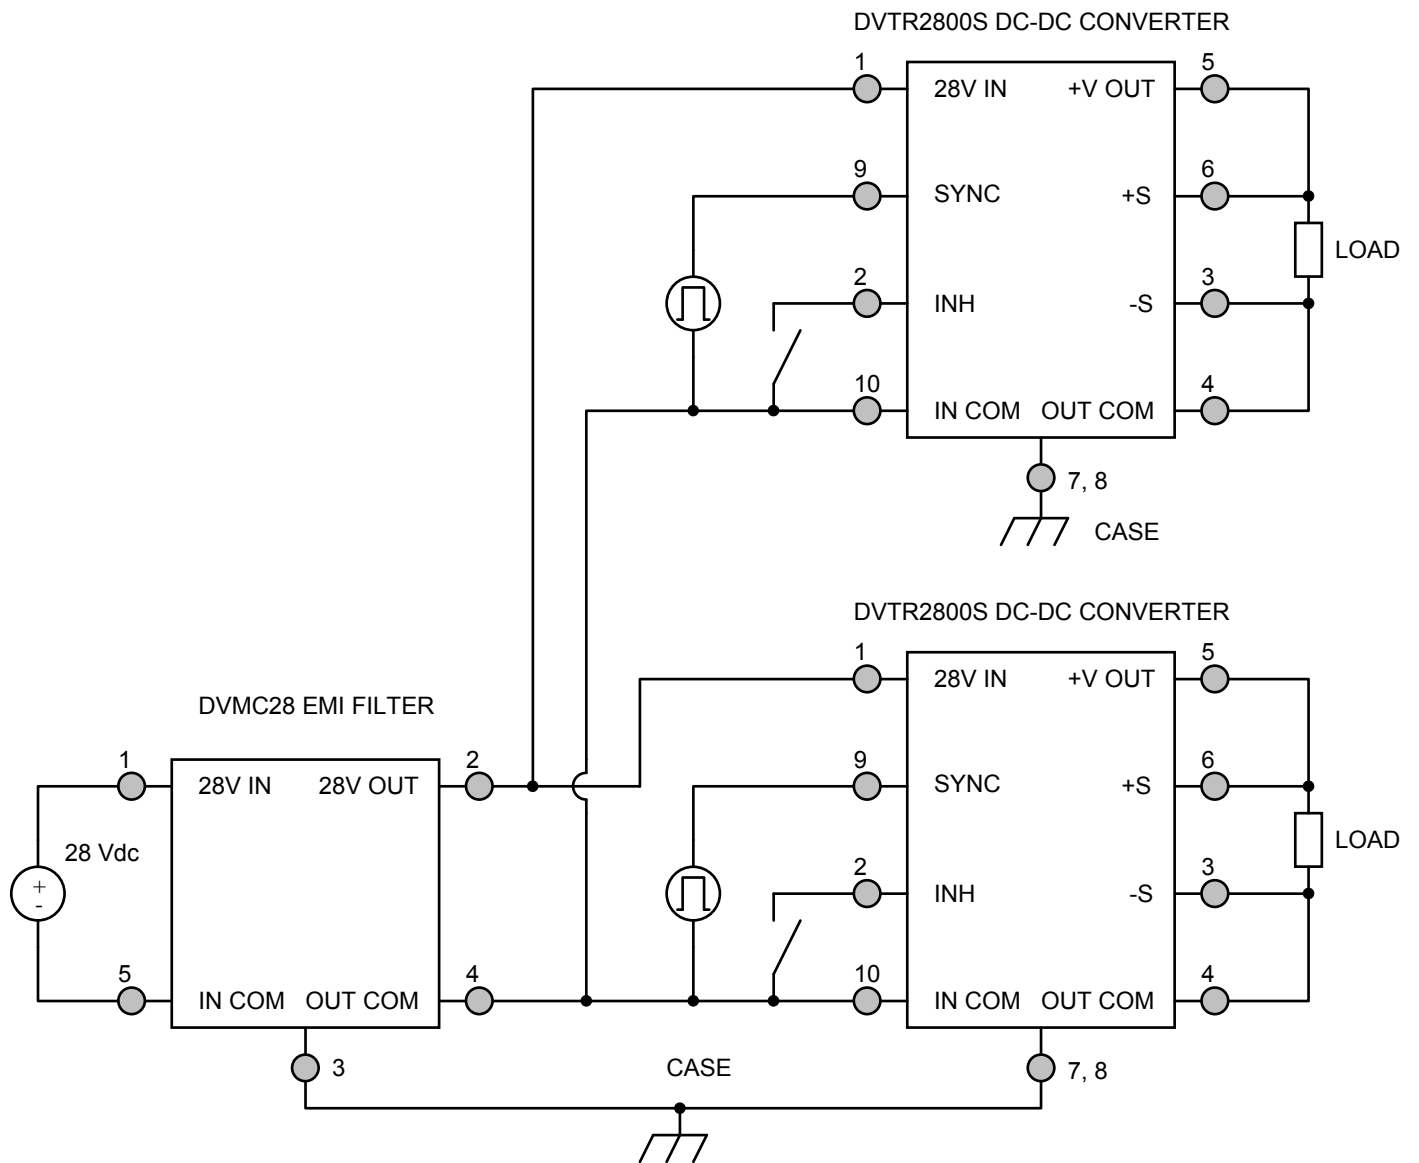 DVTR2800S DC-DC CONVERTER
1
5
28V IN
+V OUT
9
6
SYNC
+S
LOAD
2
3
INH
-S
10
4
IN COM
OUT COM
7, 8
CASE
DVTR2800S DC-DC CONVERTER
1
5
28V IN
+V OUT
9
6
SYNC
+S
LOAD
2
3
INH
-S
10
4
IN COM
OUT COM
7, 8
DVMC28 EMI FILTER
1
2
28V IN
28V OUT
28 Vdc
+
-
5
4
IN COM
OUT COM
3
CASE